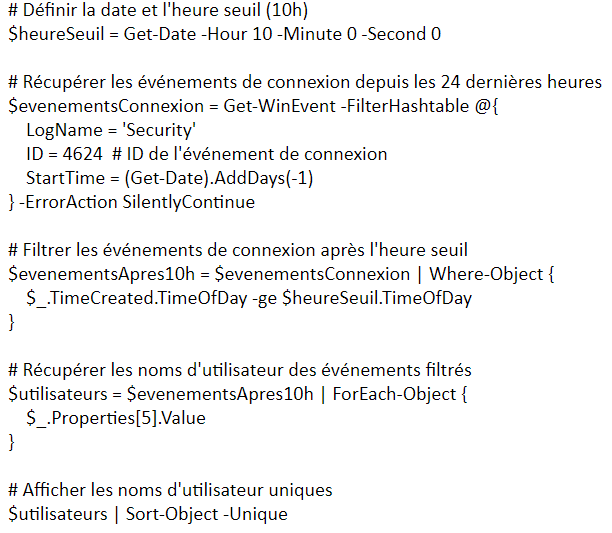 # Définir la date et l'heure seuil (10h)
$heureSeuil = Get-Date -Hour 10 -Minute 0 -Second 0
# Récupérer les événements de connexion depuis les 24 dernières heures
$evenementsConnexion = Get-WinEvent -FilterHashtable @{
LogName = 'Security'
ID = 4624  # ID de l'événement de connexion
StartTime = (Get-Date).AddDays(-1)
} -ErrorAction SilentlyContinue
# Filtrer les événements de connexion après l'heure seuil
$evenementsApres10h = $evenementsConnexion | Where-Object {
$_.TimeCreated.TimeOfDay -ge $heureSeuil.TimeOfDay
}
# Récupérer les noms d'utilisateur des événements filtrés
$utilisateurs = $evenementsApres10h | ForEach-Object {
$_.Properties[5].Value
}
# Afficher les noms d'utilisateur uniques
$utilisateurs | Sort-Object -Unique